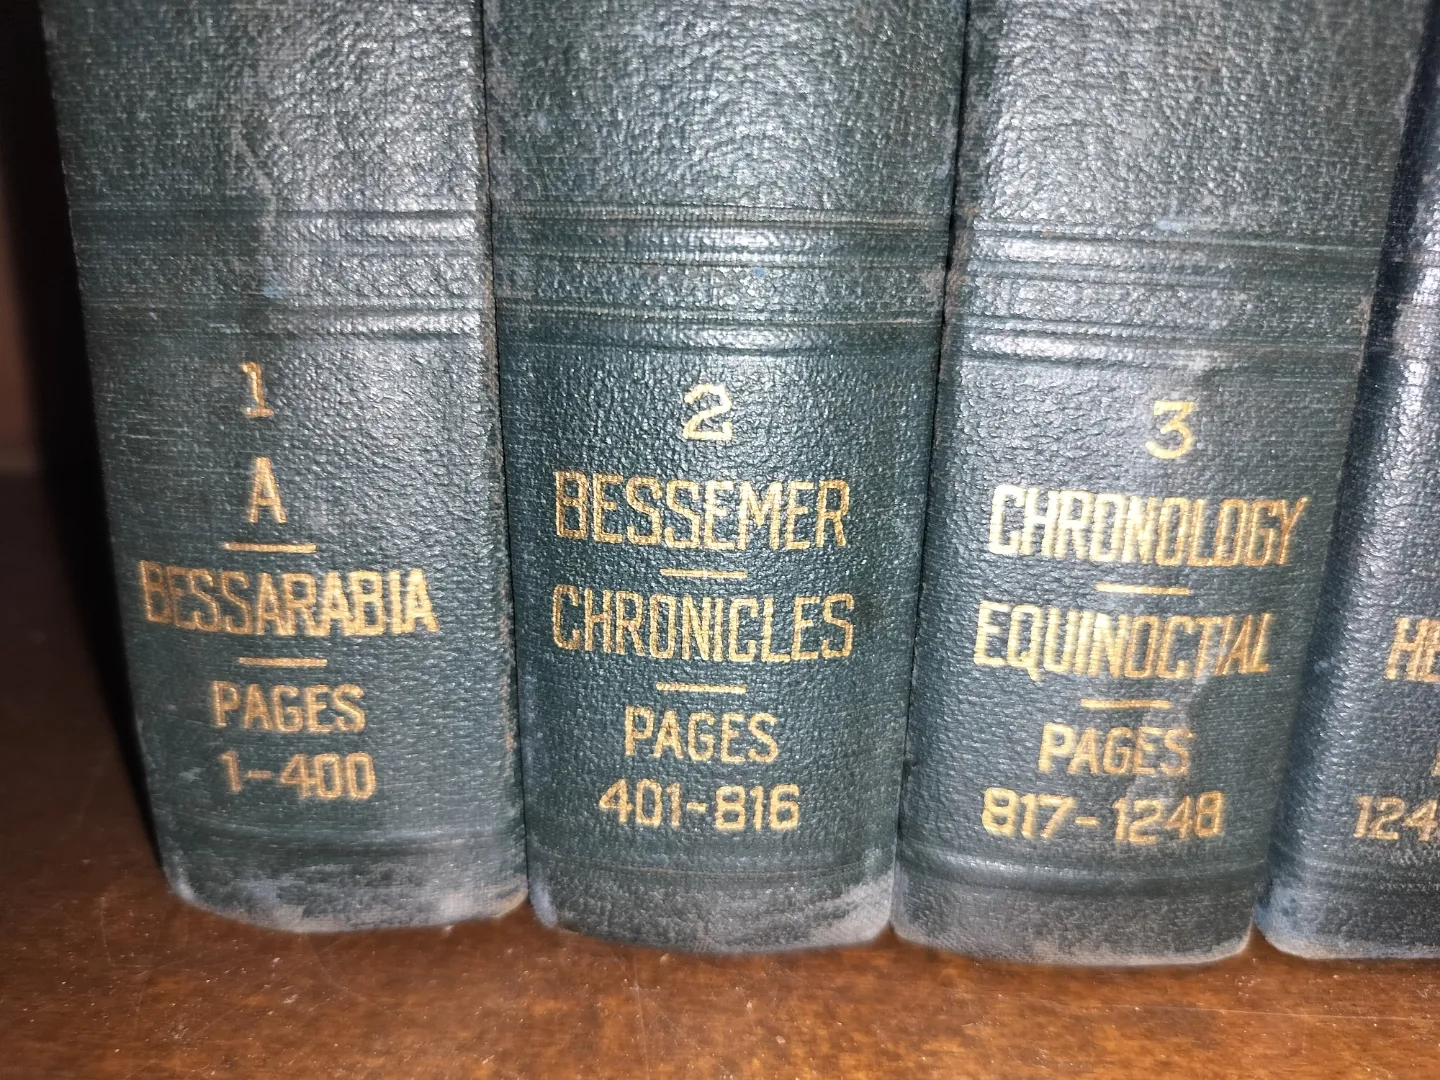 1
A
BESSARABIA
PAGES
1-400
2
BESSEMER
CHRONICLES
PAGES
401-816
3
CHRONOLOGY
EQUINOCTIAL
PAGES
817-1248